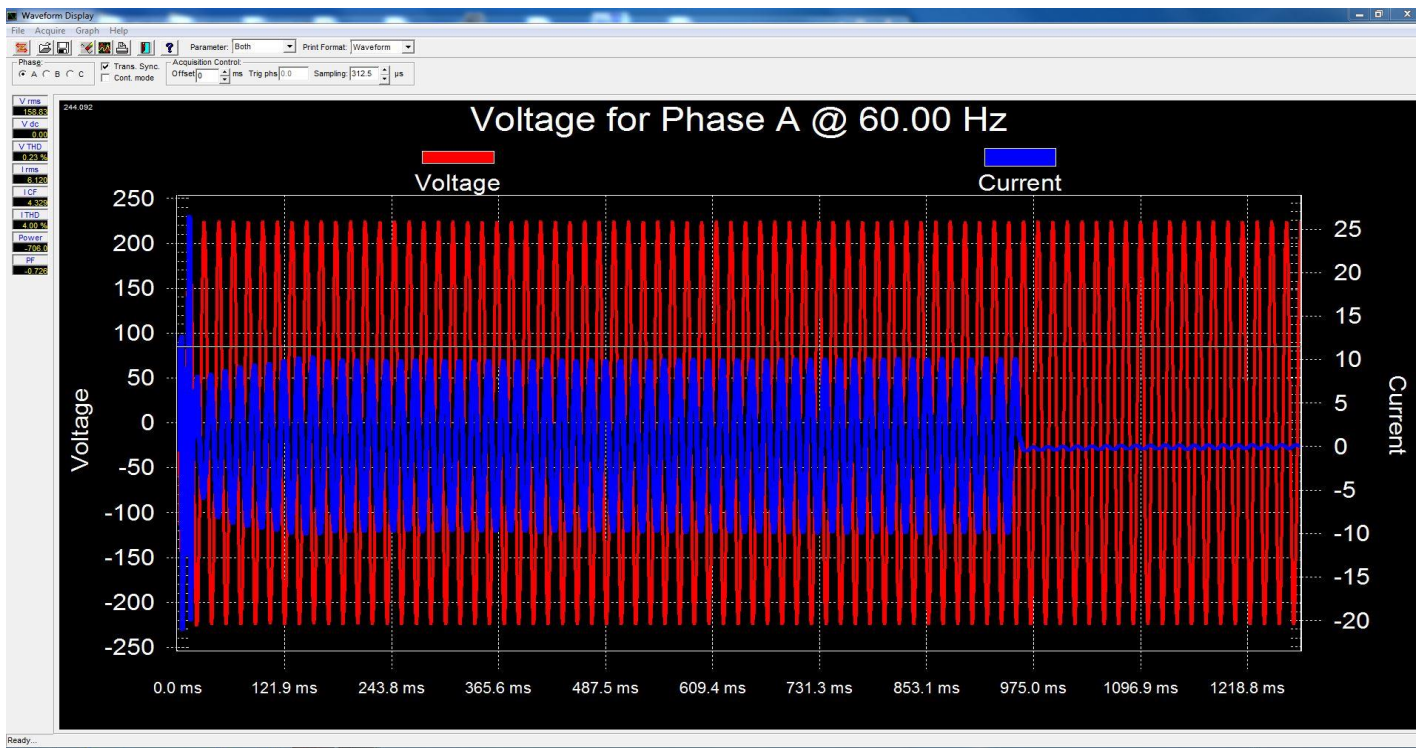 Waveform Display
File Acquire Graph Help
Parameter: Both Print Format: Waveform
Phase: A B C
Trans. Sync.
Cont. mode
Acquisition Control:
Offset 0 ms Trig phs 0.0 Sampling: 312.5 µs
V rms
158.83
V dc
0.00
V THD
0.23 %
I rms
6.120
I CF
4.329
I THD
4.00 %
Power
-706.0
PF
-0.726
244.092
Voltage for Phase A @ 60.00 Hz
Voltage Current
250
200
150
100
50
0
-50
-100
-150
-200
-250
Voltage
25
20
15
10
5
0
-5
-10
-15
-20
Current
0.0 ms 121.9 ms 243.8 ms 365.6 ms 487.5 ms 609.4 ms 731.3 ms 853.1 ms 975.0 ms 1096.9 ms 1218.8 ms
Ready...